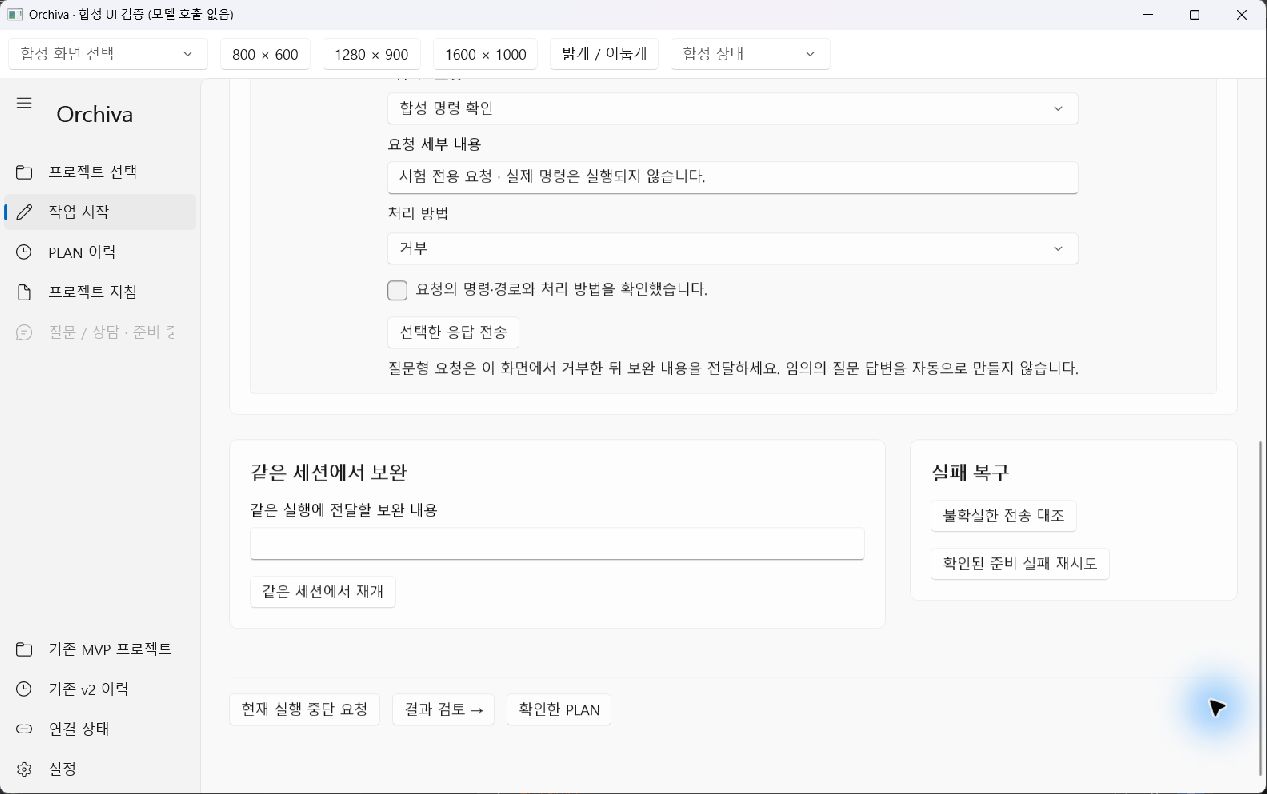 Orchiva · 합성 UI 검증 (모델 호출 없음)
합성 화면 선택
800 × 600
1280 × 900
1600 × 1000
밝게 / 어둡게
합성 상태
Orchiva
프로젝트 선택
작업 시작
PLAN 이력
프로젝트 지침
질문 / 상담 · 준비 중
기존 MVP 프로젝트
기존 v2 이력
연결 상태
설정
합성 명령 확인
요청 세부 내용
시험 전용 요청 · 실제 명령은 실행되지 않습니다.
처리 방법
거부
요청의 명령·경로와 처리 방법을 확인했습니다.
선택한 응답 전송
질문형 요청은 이 화면에서 거부한 뒤 보완 내용을 전달하세요. 임의의 질문 답변을 자동으로 만들지 않습니다.
같은 세션에서 보완
같은 실행에 전달할 보완 내용
같은 세션에서 재개
실패 복구
불확실한 전송 대조
확인된 준비 실패 재시도
현재 실행 중단 요청
결과 검토 →
확인한 PLAN